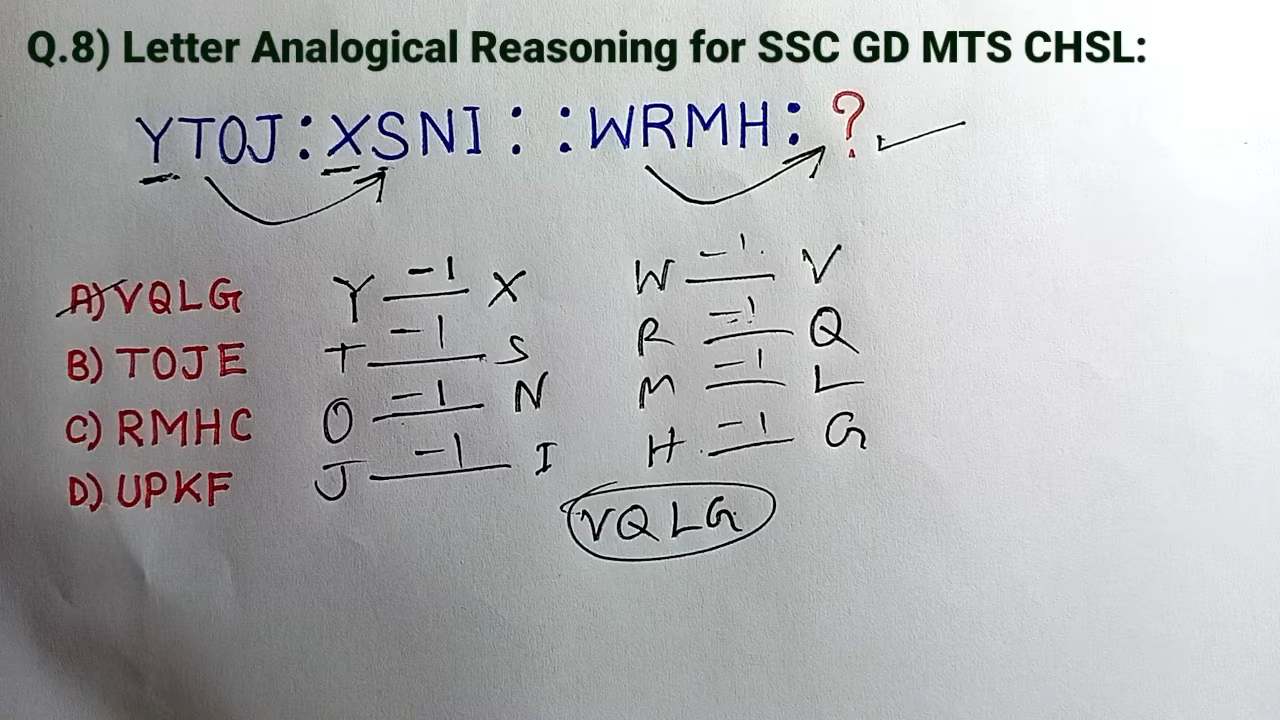 Q.8) Letter Analogical Reasoning for SSC GD MTS CHSL:
YTOJ:XSNI::WRMH:?
A) VQLG
B) TOJE
C) RMHC
D) UPKF
Y -1 X
T -1 S
O -1 N
J -1 I
W -1 V
R -1 Q
M -1 L
H -1 G
VQLG